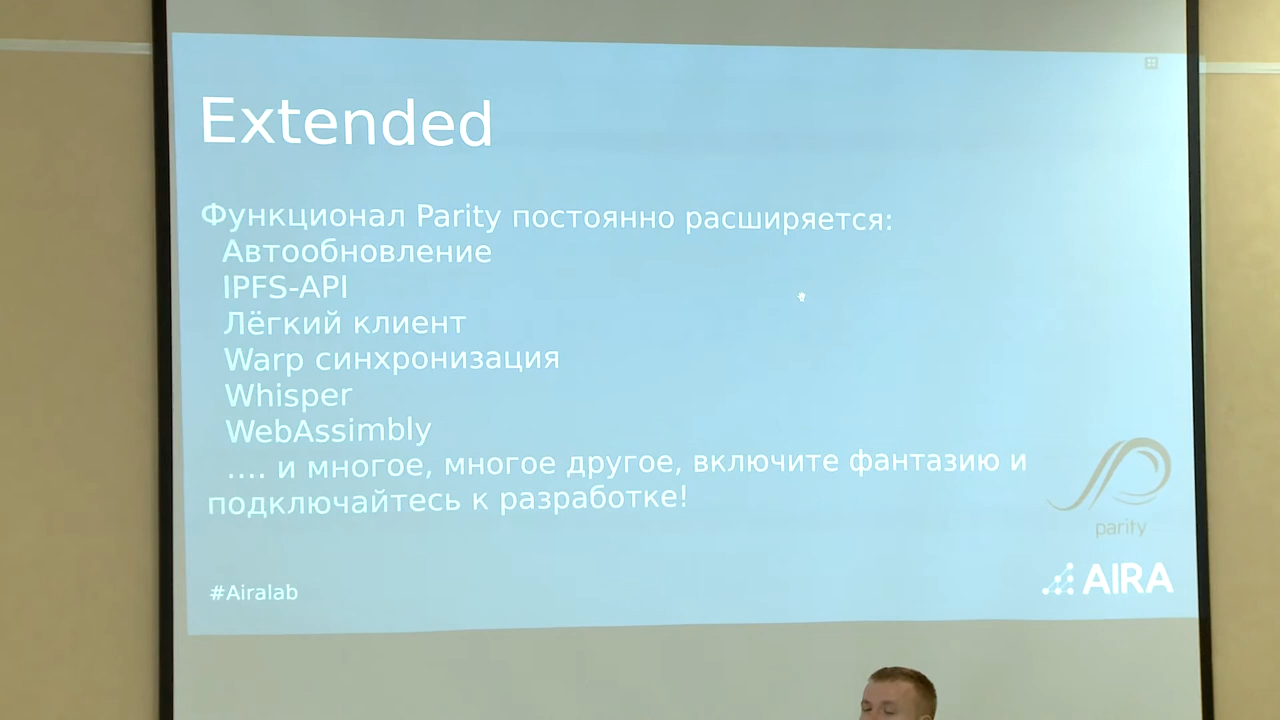 Extended
Функционал Parity постоянно расширяется:
Автообновление
IPFS-API
Лёгкий клиент
Warp синхронизация
Whisper
WebAssimbly
.... и многое, многое другое, включите фантазию и
подключайтесь к разработке!
parity
#Airalab
AIRA